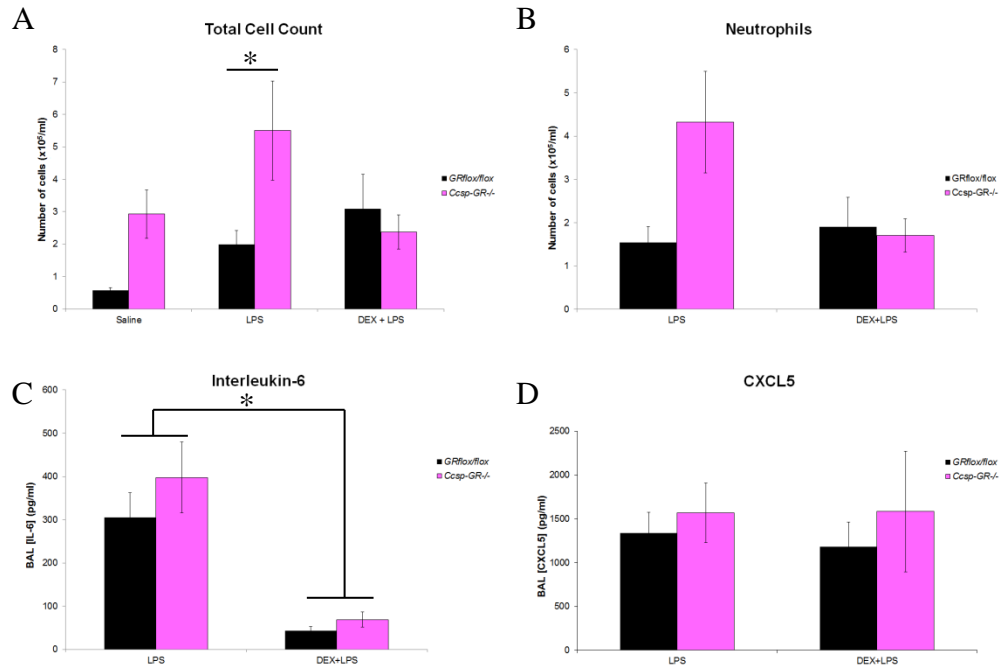 A
Total Cell Count
Number of cells (x10⁵/ml)
8
7
6
5
4
3
2
1
0
*
Saline
LPS
DEX + LPS
GRflox/flox
Ccsp-GR-/-
B
Neutrophils
Number of cells (x10⁵/ml)
6
5
4
3
2
1
0
LPS
DEX+LPS
GRflox/flox
Ccsp-GR-/-
C
Interleukin-6
BAL [IL-6] (pg/ml)
600
500
400
300
200
100
0
*
LPS
DEX+LPS
GRflox/flox
Ccsp-GR-/-
D
CXCL5
BAL [CXCL5] (pg/ml)
2500
2000
1500
1000
500
0
LPS
DEX+LPS
GRflox/flox
Ccsp-GR-/-